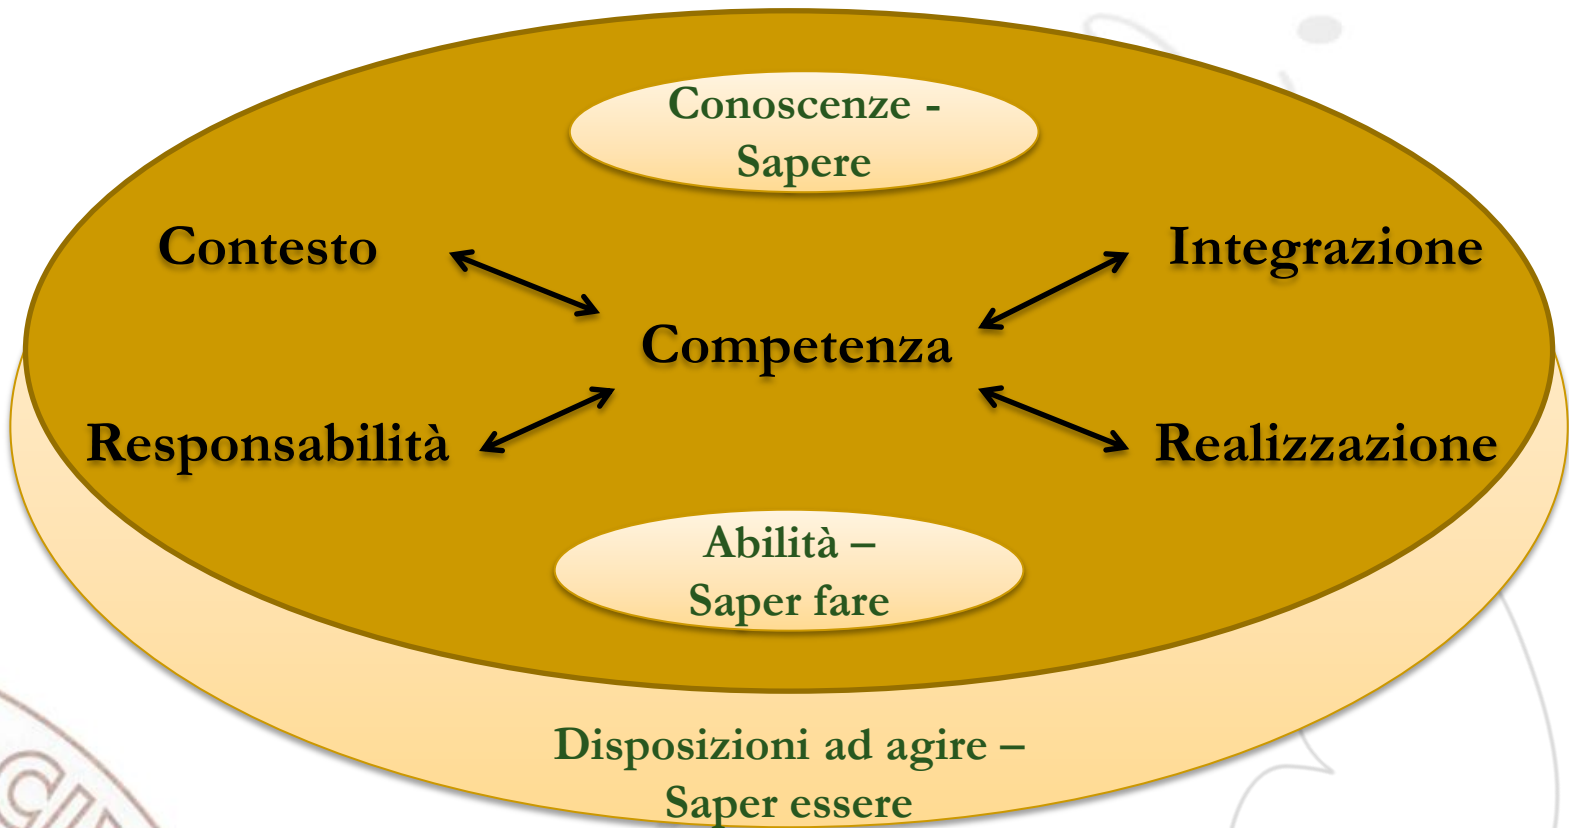 Conoscenze -
Sapere
Contesto
Integrazione
Competenza
Responsabilità
Realizzazione
Abilità –
Saper fare
Disposizioni ad agire –
Saper essere